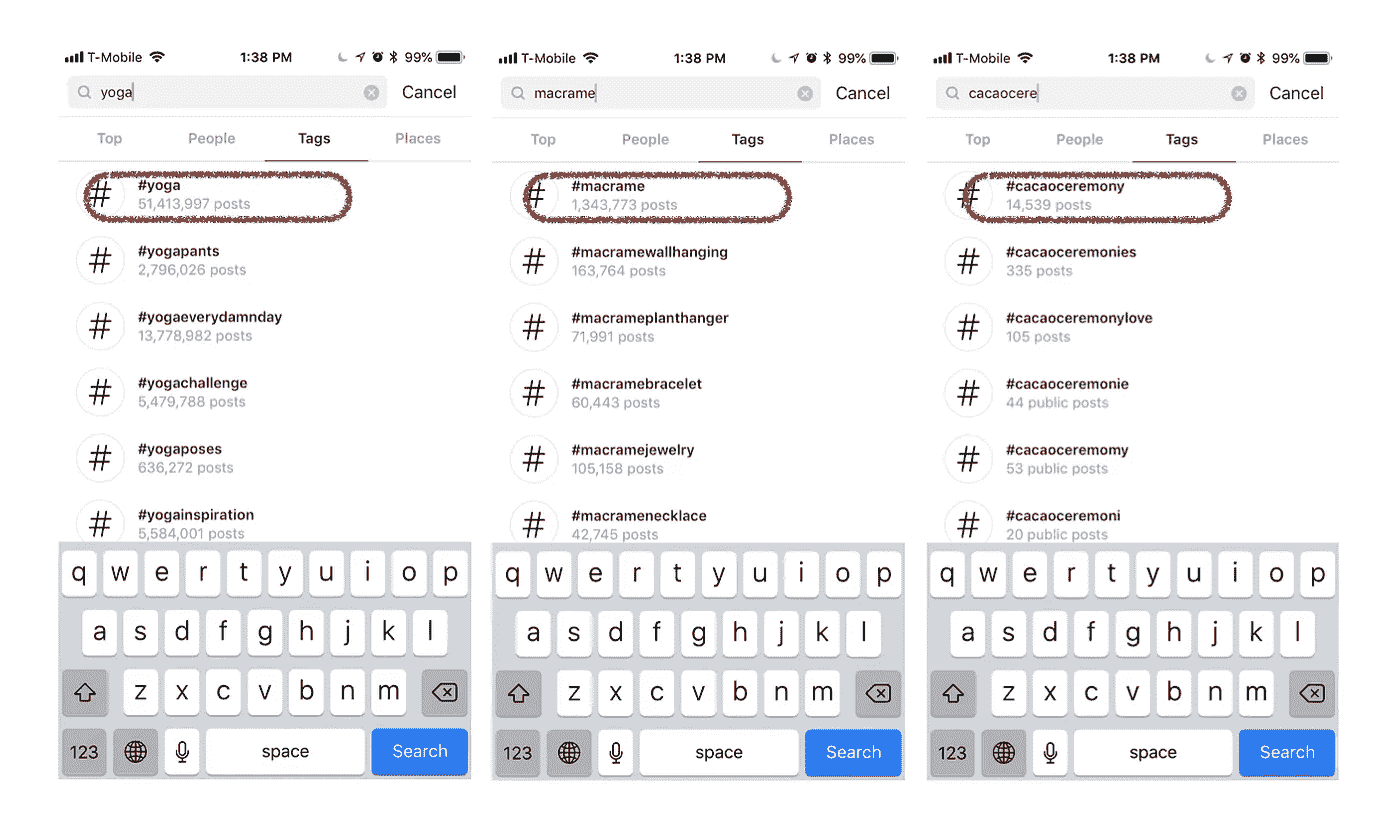 T-Mobile 1:38 PM 99%
yoga Cancel
Top People Tags Places
#yoga
51,413,997 posts
#yogapants
2,796,026 posts
#yogaeverydamnday
13,778,982 posts
#yogachallenge
5,479,788 posts
#yogaposes
636,272 posts
#yogainspiration
5,584,001 posts
q w e r t y u i o p
a s d f g h j k l
z x c v b n m
123 space Search
T-Mobile 1:38 PM 99%
macrame Cancel
Top People Tags Places
#macrame
1,343,773 posts
#macramewallhanging
163,764 posts
#macrameplanthanger
71,991 posts
#macramebracelet
60,443 posts
#macramejewelry
105,158 posts
#macramenecklace
42,745 posts
q w e r t y u i o p
a s d f g h j k l
z x c v b n m
123 space Search
T-Mobile 1:38 PM 99%
cacaocere Cancel
Top People Tags Places
#cacaoceremony
14,539 posts
#cacaoceremonies
335 posts
#cacaoceremonylove
105 posts
#cacaoceremonie
44 public posts
#cacaoceremomy
53 public posts
#cacaoceremoni
20 public posts
q w e r t y u i o p
a s d f g h j k l
z x c v b n m
123 space Search